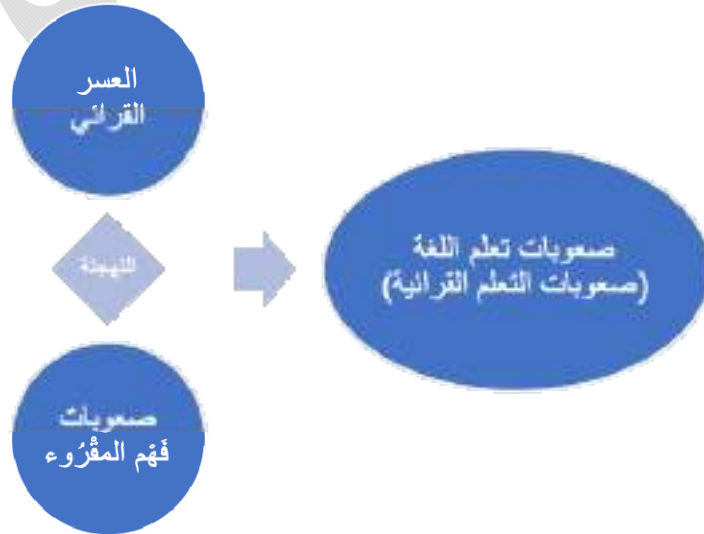 العسر
القرائي
التهجئة
صعوبات
فَهْم المقْرُوء
صعوبات تعلم اللغة
(صعوبات التعلم القرائية)